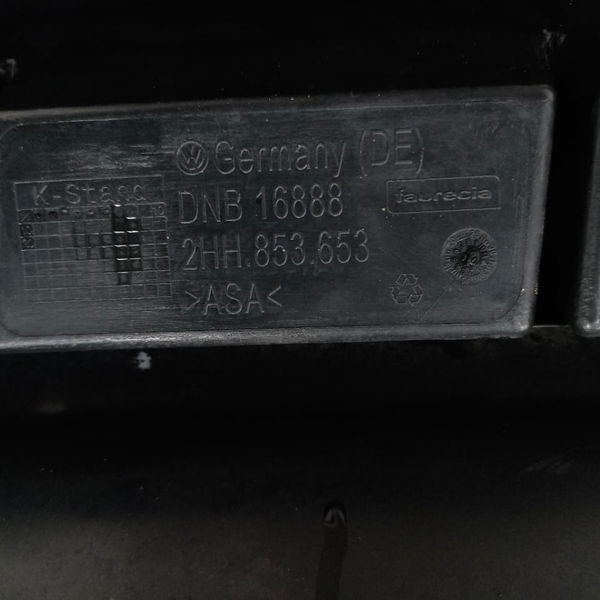 Germany (DE)
K-Stand
DNB 16888
faurecia
2HH.853.653
>ASA<